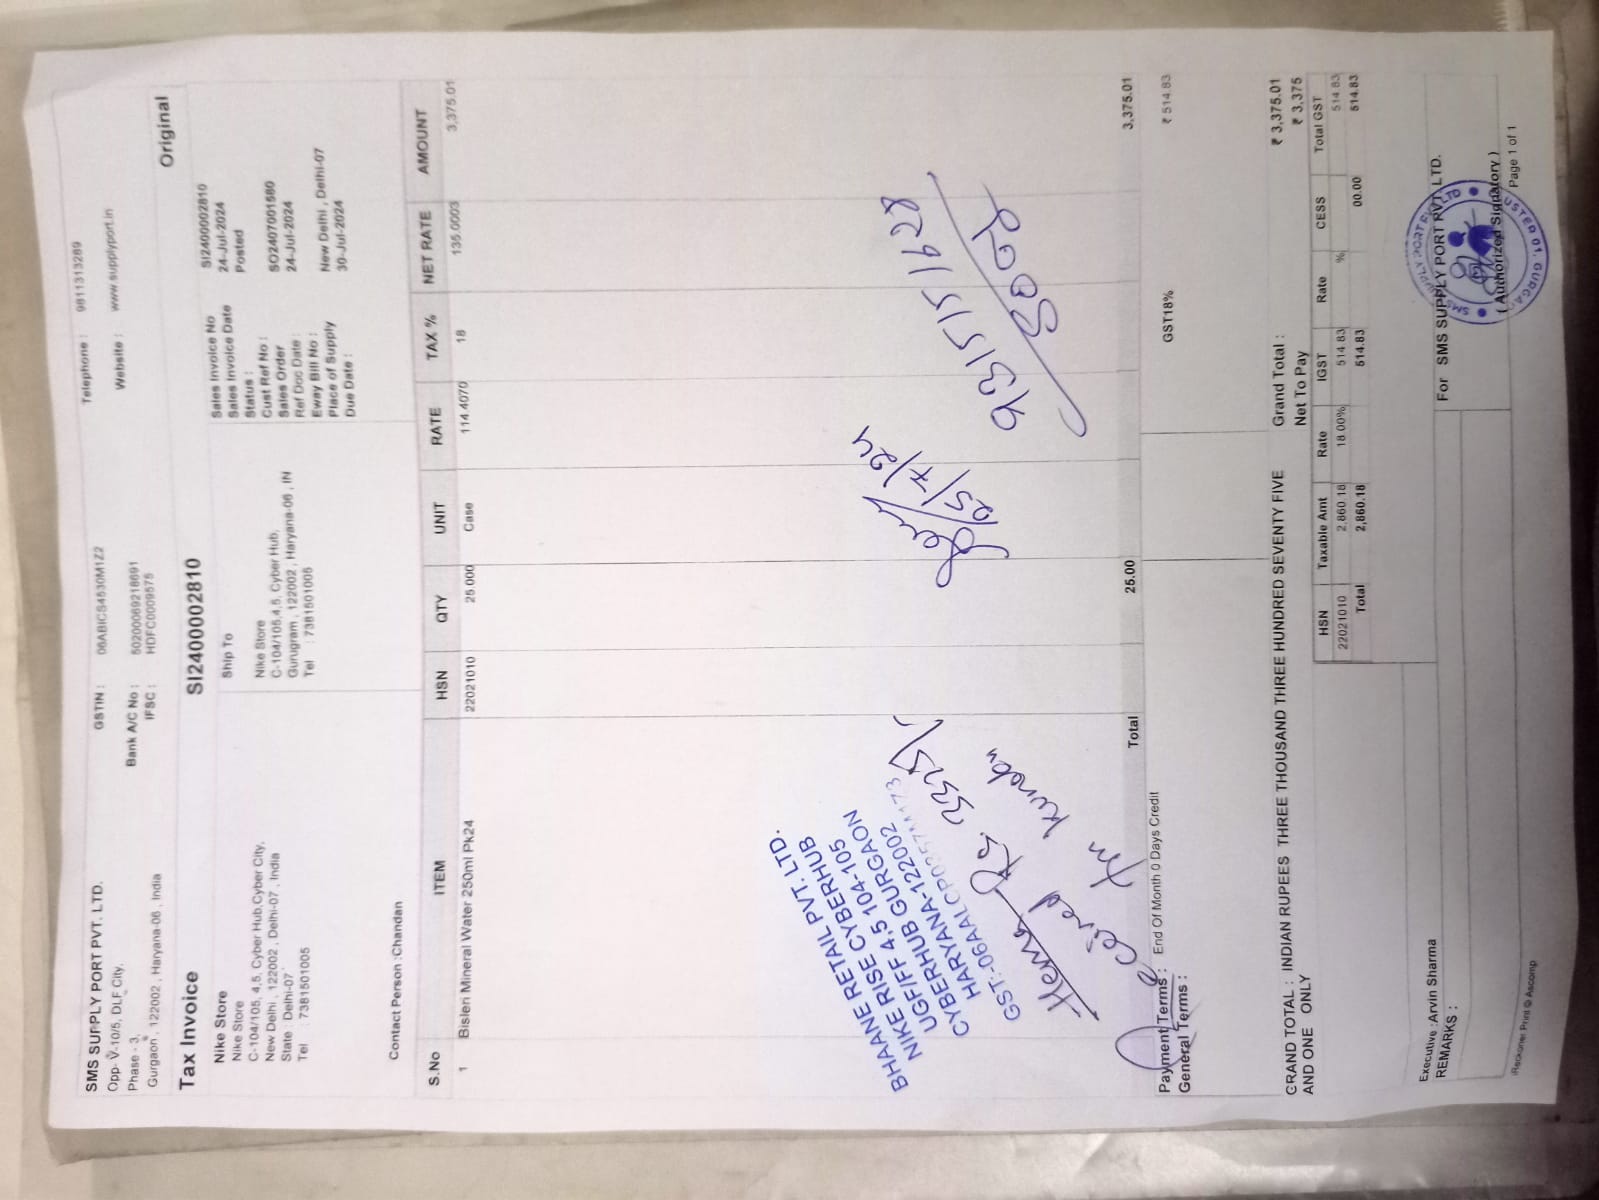 SMS SUPPLY PORT PVT. LTD.
Opp- V-10/5, DLF City,
Phase - 3,
Gurgaon , 122002 , Haryana-06 , India
GSTIN : 06ABICS4530M1Z2
Bank A/C No : 50200069218691
IFSC : HDFC0009575
Telephone : 9811313289
Website : www.supplyport.in
Tax Invoice SI2400002810 Original
Nike Store
Nike Store
C-104/105, 4,5, Cyber Hub,Cyber City,
New Delhi , 122002 , Delhi-07 , India
State : Delhi-07
Tel : 7381501005
Contact Person :Chandan
Ship To
Nike Store
C-104/105,4,5, Cyber Hub,
Gurugram , 122002 , Haryana-06 , IN
Tel : 7381501005
Sales Invoice No SI2400002810
Sales Invoice Date 24-Jul-2024
Status : Posted
Cust Ref No :
Sales Order SO2407001580
Ref Doc Date : 24-Jul-2024
Eway Bill No :
Place of Supply New Delhi , Delhi-07
Due Date : 30-Jul-2024
S.No ITEM HSN QTY UNIT RATE TAX % NET RATE AMOUNT
1 Bisleri Mineral Water 250ml Pk24 22021010 25.000 Case 114.4070 18 135.0003 3,375.01
BHAANE RETAIL PVT. LTD.
NIKE RISE CYBERHUB
UGF/FF 4,5 104-105
CYBERHUB GURGAON
HARYANA-122002
25/7/24
Total 25.00 3,375.01
Payment Terms : End Of Month 0 Days Credit
General Terms :
GST18% ₹ 514.83
GRAND TOTAL : INDIAN RUPEES THREE THOUSAND THREE HUNDRED SEVENTY FIVE
AND ONE ONLY
Grand Total : ₹ 3,375.01
Net To Pay ₹ 3,375
HSN Taxable Amt Rate IGST Rate CESS Total GST
22021010 2,860.18 18.00% 514.83 % 514.83
Total 2,860.18 514.83 00.00 514.83
Executive :Arvin Sharma
REMARKS :
For SMS SUPPLY PORT PVT. LTD.
( Authorized Signatory )
iReckoner Print @ Ascomp
Page 1 of 1